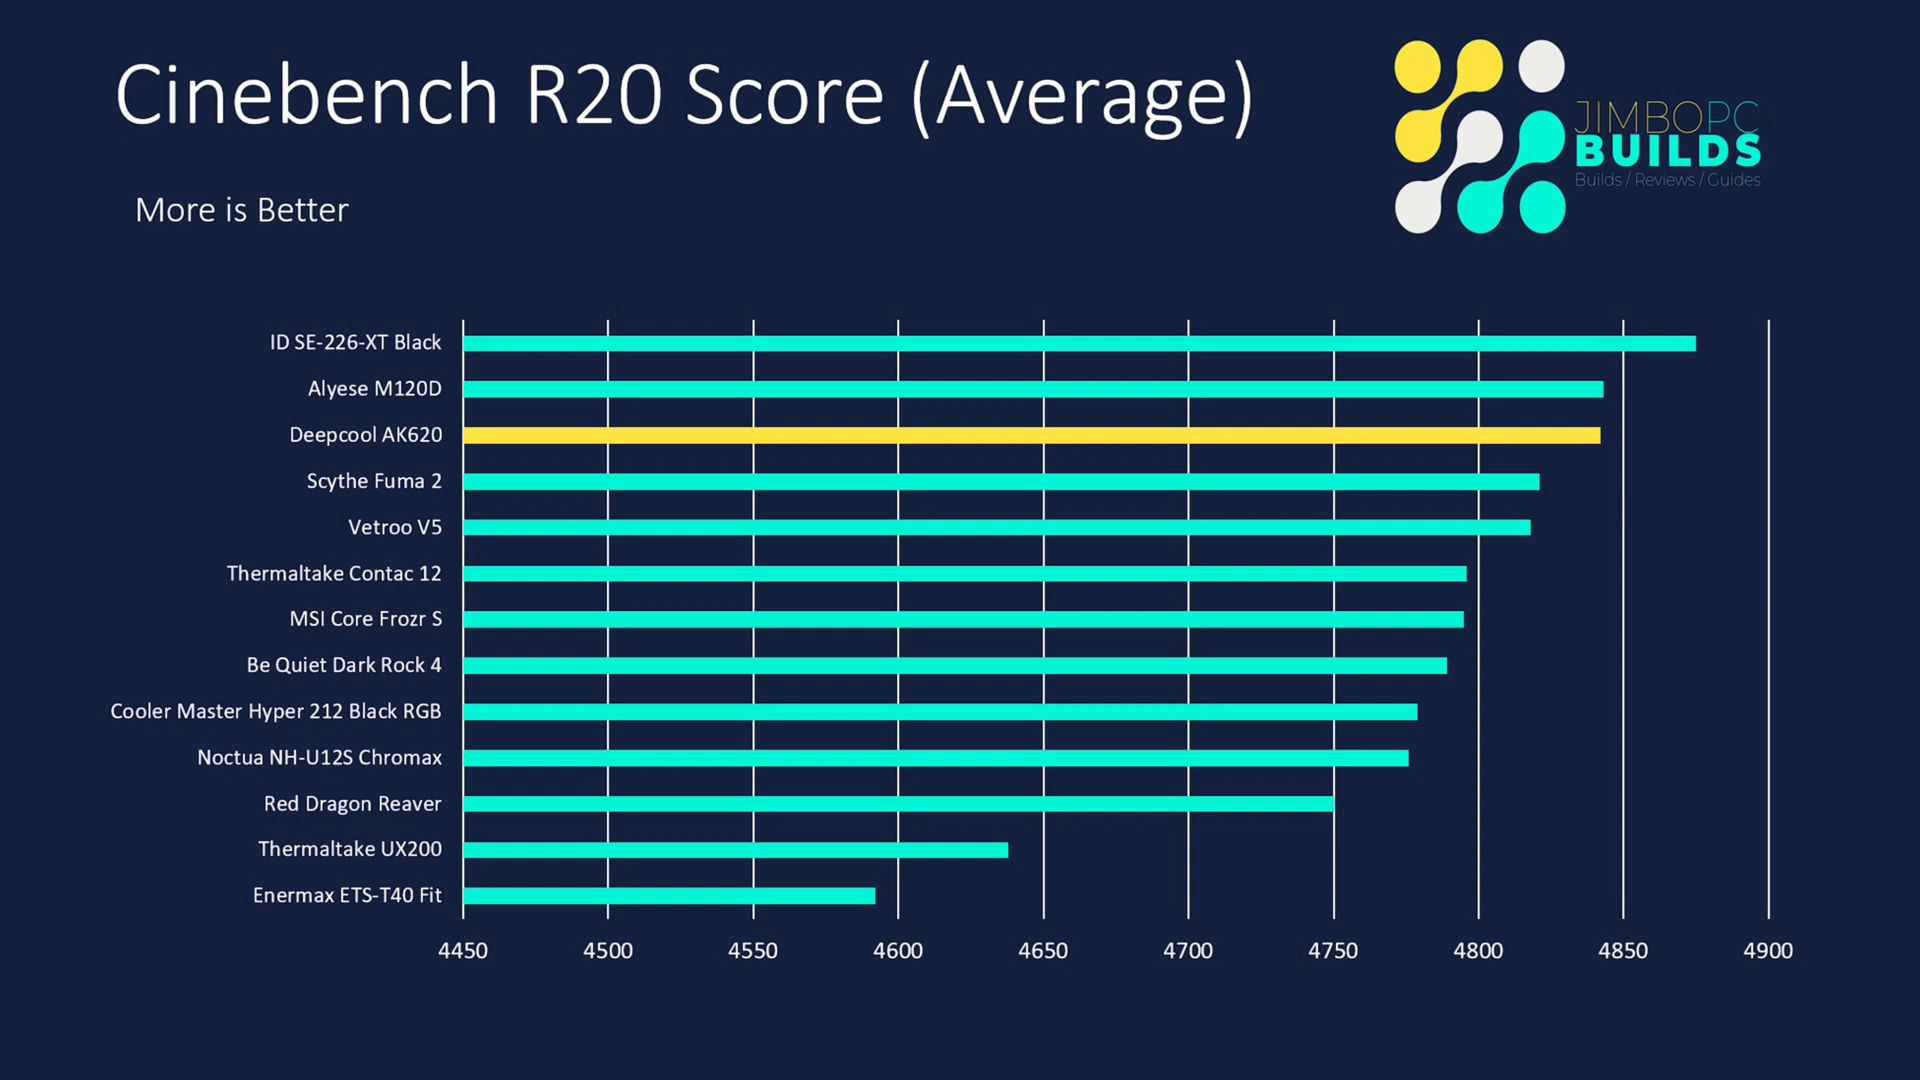 Cinebench R20 Score (Average)
JIMBOPC
BUILDS
Builds / Reviews / Guides
More is Better
ID SE-226-XT Black
Alyese M120D
Deepcool AK620
Scythe Fuma 2
Vetroo V5
Thermaltake Contac 12
MSI Core Frozr S
Be Quiet Dark Rock 4
Cooler Master Hyper 212 Black RGB
Noctua NH-U12S Chromax
Red Dragon Reaver
Thermaltake UX200
Enermax ETS-T40 Fit
4450 4500 4550 4600 4650 4700 4750 4800 4850 4900